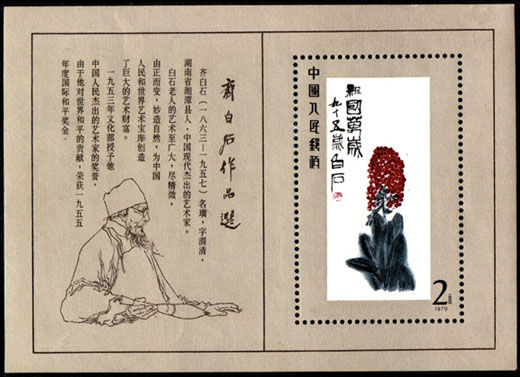 中国人民邮政
祖國萬歲
九十五歲白石
2元
1979
齐白石作品选
齐白石（一八六三—一九五七）名璜，字渭清，
湖南省湘潭县人，中国现代杰出的艺术家。
白石老人的艺术至广大，尽精微，
由正而变，妙造自然，为中国
人民和世界艺术宝库创造
了巨大的艺术财富。
一九五三年文化部授予他
中国人民杰出的艺术家的奖誉，
由于他对世界和平的贡献，荣获一九五五
年度国际和平奖金。